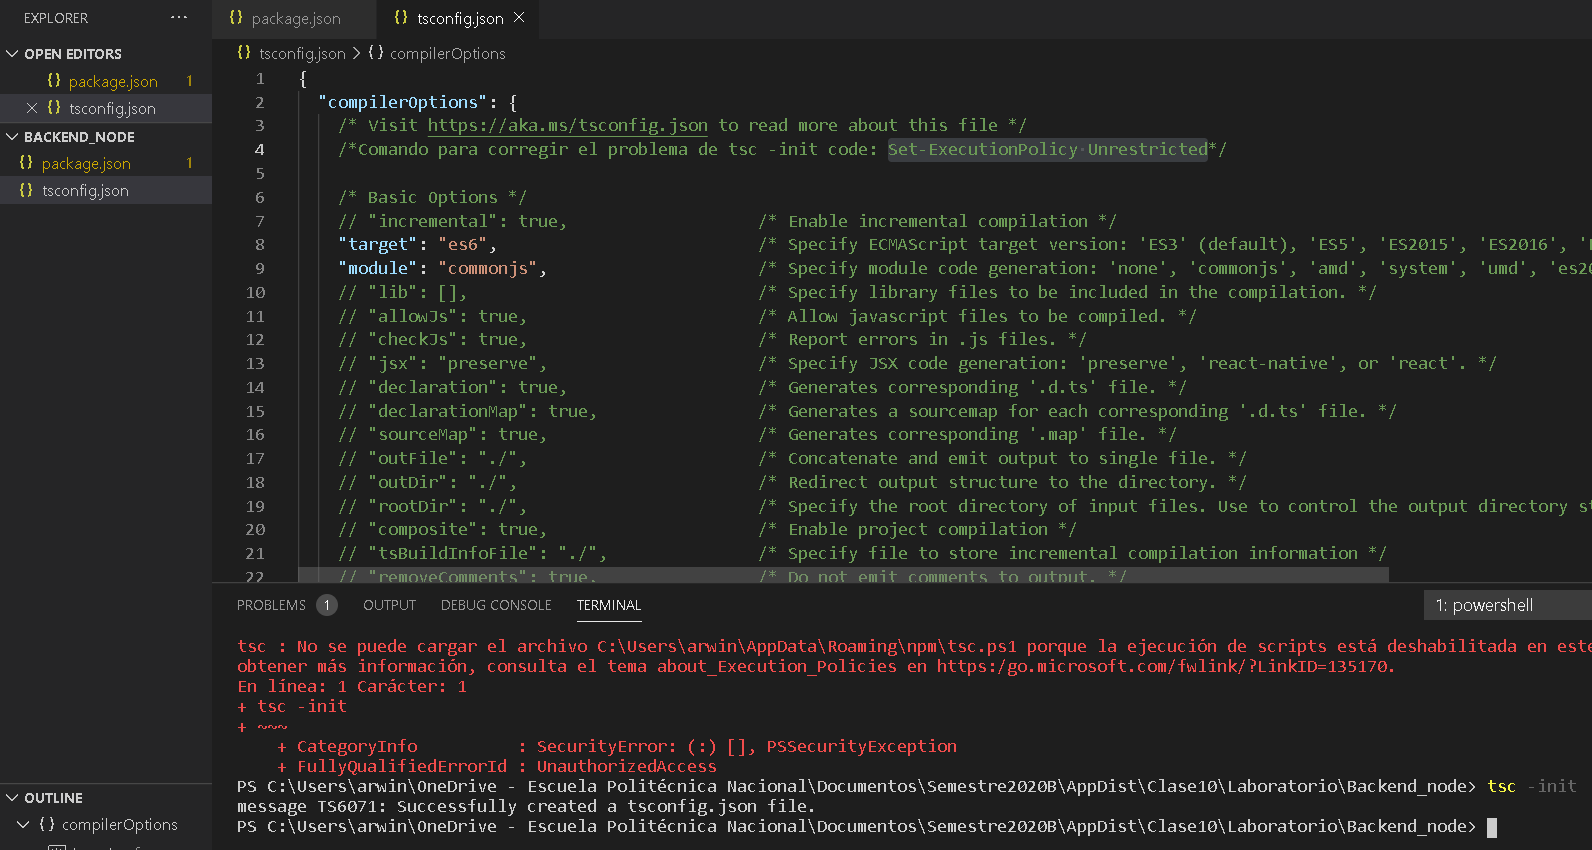 EXPLORER ···
package.json
tsconfig.json
OPEN EDITORS
package.json 1
tsconfig.json
BACKEND_NODE
package.json 1
tsconfig.json
tsconfig.json > {} compilerOptions
1 {
2 "compilerOptions": {
3 /* Visit https://aka.ms/tsconfig.json to read more about this file */
4 /*Comando para corregir el problema de tsc -init code: Set-ExecutionPolicy Unrestricted*/
5
6 /* Basic Options */
7 // "incremental": true, /* Enable incremental compilation */
8 "target": "es6", /* Specify ECMAScript target version: 'ES3' (default), 'ES5', 'ES2015', 'ES2016',
9 "module": "commonjs", /* Specify module code generation: 'none', 'commonjs', 'amd', 'system', 'umd', 'es20
10 // "lib": [], /* Specify library files to be included in the compilation. */
11 // "allowJs": true, /* Allow javascript files to be compiled. */
12 // "checkJs": true, /* Report errors in .js files. */
13 // "jsx": "preserve", /* Specify JSX code generation: 'preserve', 'react-native', or 'react'. */
14 // "declaration": true, /* Generates corresponding '.d.ts' file. */
15 // "declarationMap": true, /* Generates a sourcemap for each corresponding '.d.ts' file. */
16 // "sourceMap": true, /* Generates corresponding '.map' file. */
17 // "outFile": "./", /* Concatenate and emit output to single file. */
18 // "outDir": "./", /* Redirect output structure to the directory. */
19 // "rootDir": "./", /* Specify the root directory of input files. Use to control the output directory st
20 // "composite": true, /* Enable project compilation */
21 // "tsBuildInfoFile": "./", /* Specify file to store incremental compilation information */
22 // "removeComments": true, /* Do not emit comments to output. */
PROBLEMS 1 OUTPUT DEBUG CONSOLE TERMINAL 1: powershell
tsc : No se puede cargar el archivo C:\Users\arwin\AppData\Roaming\npm\tsc.ps1 porque la ejecución de scripts está deshabilitada en este
obtener más información, consulta el tema about_Execution_Policies en https:/go.microsoft.com/fwlink/?LinkID=135170.
En línea: 1 Carácter: 1
+ tsc -init
+ ~~~
+ CategoryInfo : SecurityError: (:) [], PSSecurityException
+ FullyQualifiedErrorId : UnauthorizedAccess
PS C:\Users\arwin\OneDrive - Escuela Politécnica Nacional\Documentos\Semestre2020B\AppDist\Clase10\Laboratorio\Backend_node> tsc -init
message TS6071: Successfully created a tsconfig.json file.
PS C:\Users\arwin\OneDrive - Escuela Politécnica Nacional\Documentos\Semestre2020B\AppDist\Clase10\Laboratorio\Backend_node>
OUTLINE
{} compilerOptions